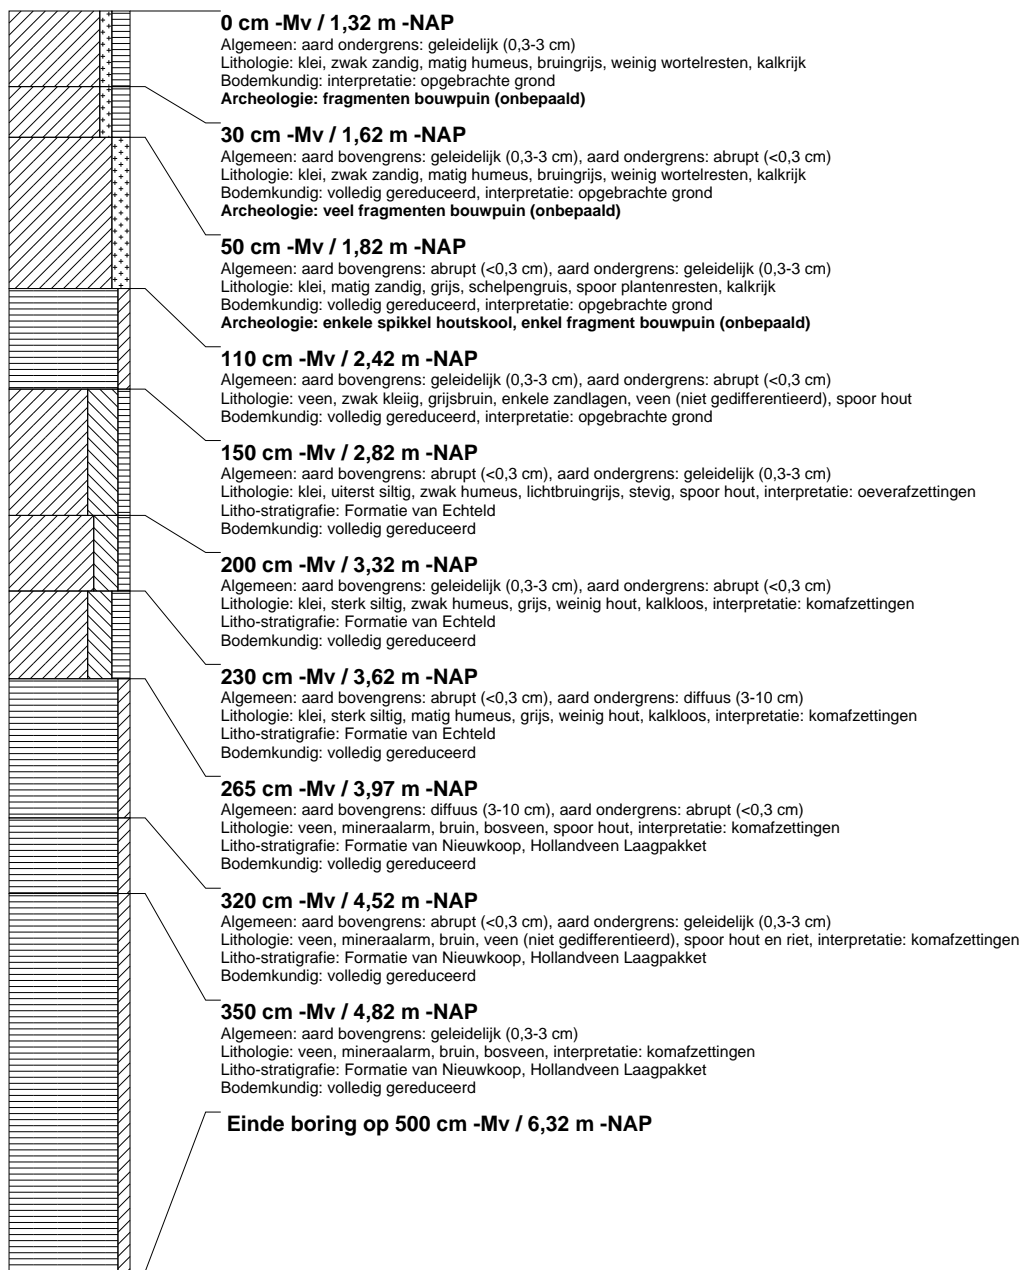 0 cm -Mv / 1,32 m -NAP
Algemeen: aard ondergrens: geleidelijk (0,3-3 cm)
Lithologie: klei, zwak zandig, matig humeus, bruingrijs, weinig wortelresten, kalkrijk
Bodemkundig: interpretatie: opgebrachte grond
Archeologie: fragmenten bouwpuin (onbepaald)
30 cm -Mv / 1,62 m -NAP
Algemeen: aard bovengrens: geleidelijk (0,3-3 cm), aard ondergrens: abrupt (<0,3 cm)
Lithologie: klei, zwak zandig, matig humeus, bruingrijs, weinig wortelresten, kalkrijk
Bodemkundig: volledig gereduceerd, interpretatie: opgebrachte grond
Archeologie: veel fragmenten bouwpuin (onbepaald)
50 cm -Mv / 1,82 m -NAP
Algemeen: aard bovengrens: abrupt (<0,3 cm), aard ondergrens: geleidelijk (0,3-3 cm)
Lithologie: klei, matig zandig, grijs, schelpengruis, spoor plantenresten, kalkrijk
Bodemkundig: volledig gereduceerd, interpretatie: opgebrachte grond
Archeologie: enkele spikkel houtskool, enkel fragment bouwpuin (onbepaald)
110 cm -Mv / 2,42 m -NAP
Algemeen: aard bovengrens: geleidelijk (0,3-3 cm), aard ondergrens: abrupt (<0,3 cm)
Lithologie: veen, zwak kleiig, grijsbruin, enkele zandlagen, veen (niet gedifferentieerd), spoor hout
Bodemkundig: volledig gereduceerd, interpretatie: opgebrachte grond
150 cm -Mv / 2,82 m -NAP
Algemeen: aard bovengrens: abrupt (<0,3 cm), aard ondergrens: geleidelijk (0,3-3 cm)
Lithologie: klei, uiterst siltig, zwak humeus, lichtbruingrijs, stevig, spoor hout, interpretatie: oeverafzettingen
Litho-stratigrafie: Formatie van Echteld
Bodemkundig: volledig gereduceerd
200 cm -Mv / 3,32 m -NAP
Algemeen: aard bovengrens: geleidelijk (0,3-3 cm), aard ondergrens: abrupt (<0,3 cm)
Lithologie: klei, sterk siltig, zwak humeus, grijs, weinig hout, kalkloos, interpretatie: komafzettingen
Litho-stratigrafie: Formatie van Echteld
Bodemkundig: volledig gereduceerd
230 cm -Mv / 3,62 m -NAP
Algemeen: aard bovengrens: abrupt (<0,3 cm), aard ondergrens: diffuus (3-10 cm)
Lithologie: klei, sterk siltig, matig humeus, grijs, weinig hout, kalkloos, interpretatie: komafzettingen
Litho-stratigrafie: Formatie van Echteld
Bodemkundig: volledig gereduceerd
265 cm -Mv / 3,97 m -NAP
Algemeen: aard bovengrens: diffuus (3-10 cm), aard ondergrens: abrupt (<0,3 cm)
Lithologie: veen, mineraalarm, bruin, bosveen, spoor hout, interpretatie: komafzettingen
Litho-stratigrafie: Formatie van Nieuwkoop, Hollandveen Laagpakket
Bodemkundig: volledig gereduceerd
320 cm -Mv / 4,52 m -NAP
Algemeen: aard bovengrens: abrupt (<0,3 cm), aard ondergrens: geleidelijk (0,3-3 cm)
Lithologie: veen, mineraalarm, bruin, veen (niet gedifferentieerd), spoor hout en riet, interpretatie: komafzettingen
Litho-stratigrafie: Formatie van Nieuwkoop, Hollandveen Laagpakket
Bodemkundig: volledig gereduceerd
350 cm -Mv / 4,82 m -NAP
Algemeen: aard bovengrens: geleidelijk (0,3-3 cm)
Lithologie: veen, mineraalarm, bruin, bosveen, interpretatie: komafzettingen
Litho-stratigrafie: Formatie van Nieuwkoop, Hollandveen Laagpakket
Bodemkundig: volledig gereduceerd
Einde boring op 500 cm -Mv / 6,32 m -NAP